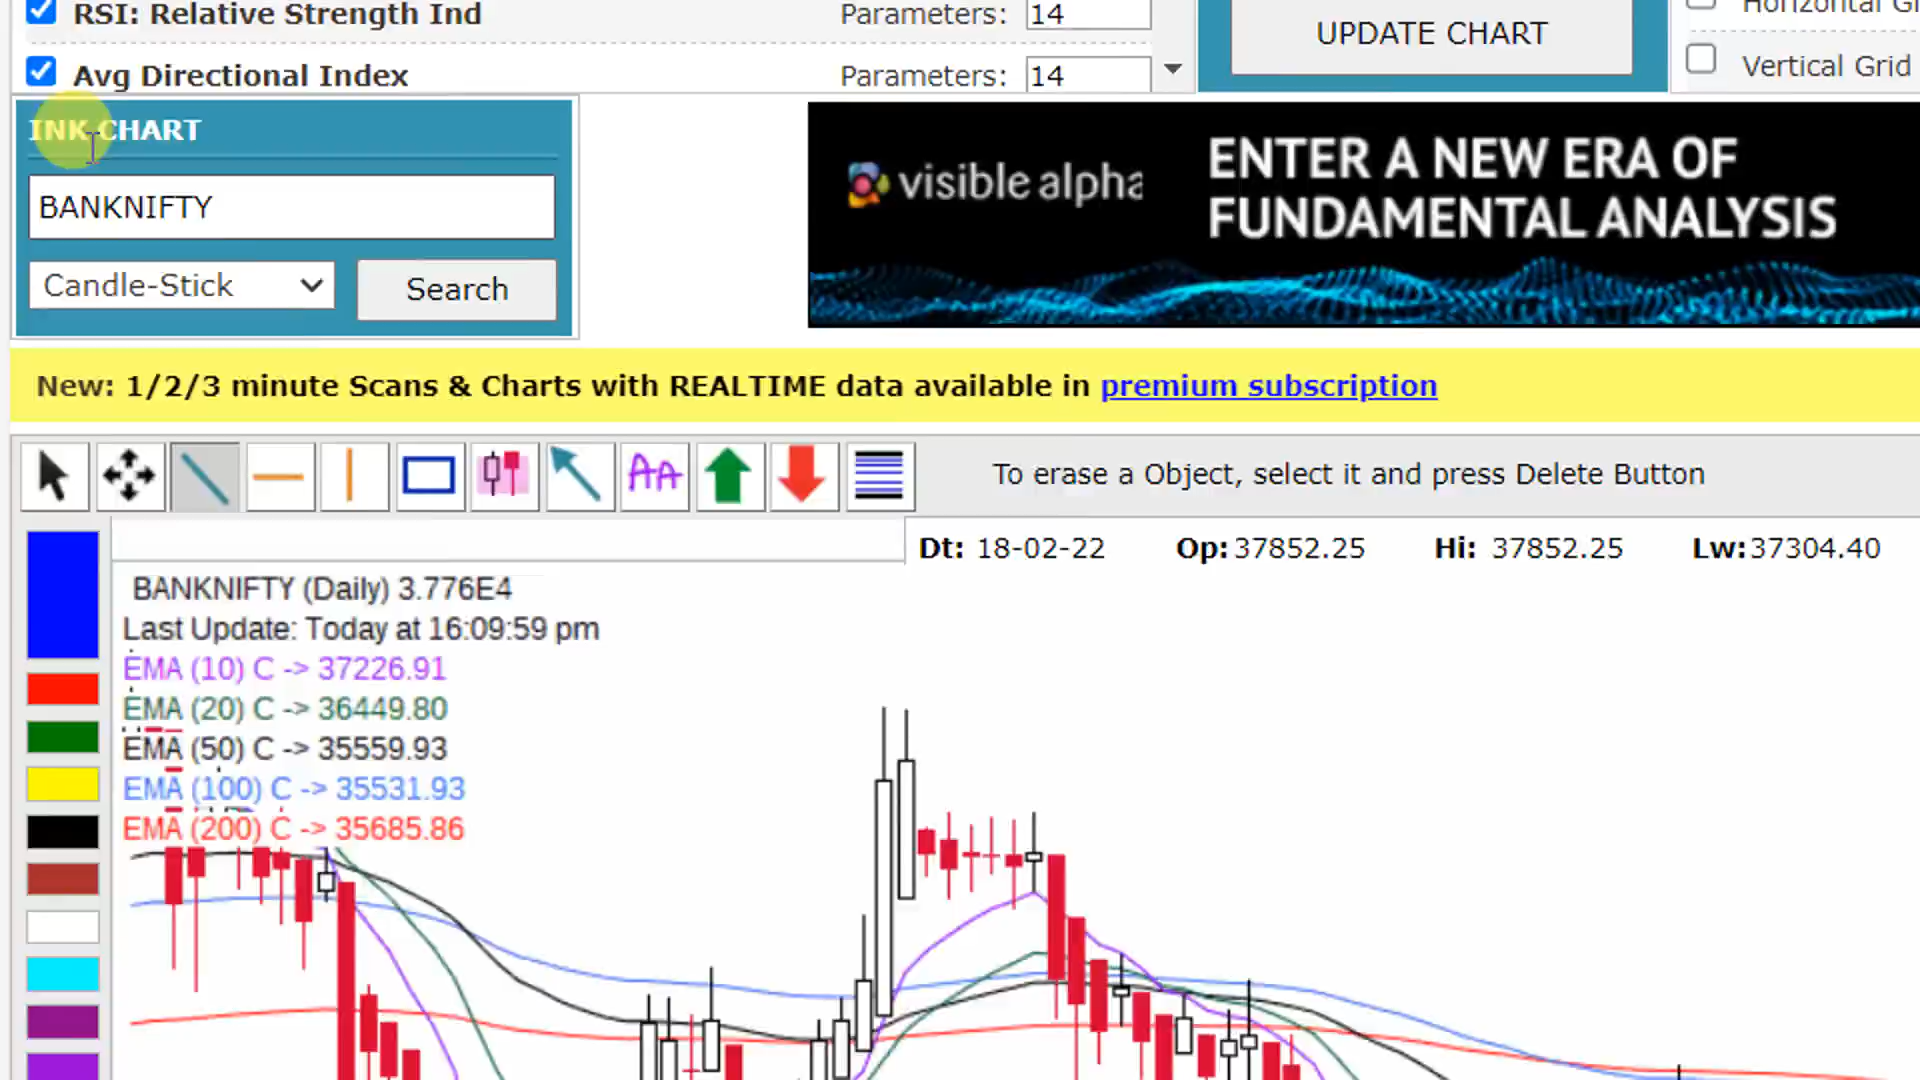 RSI: Relative Strength Ind Parameters: 14
Avg Directional Index Parameters: 14
UPDATE CHART
Horizontal Gr
Vertical Grid
INK CHART
BANKNIFTY
Candle-Stick Search
visible alpha
ENTER A NEW ERA OF
FUNDAMENTAL ANALYSIS
New: 1/2/3 minute Scans & Charts with REALTIME data available in premium subscription
AA
To erase a Object, select it and press Delete Button
Dt: 18-02-22 Op:37852.25 Hi: 37852.25 Lw:37304.40
BANKNIFTY (Daily) 3.776E4
Last Update: Today at 16:09:59 pm
EMA (10) C -> 37226.91
EMA (20) C -> 36449.80
EMA (50) C -> 35559.93
EMA (100) C -> 35531.93
EMA (200) C -> 35685.86